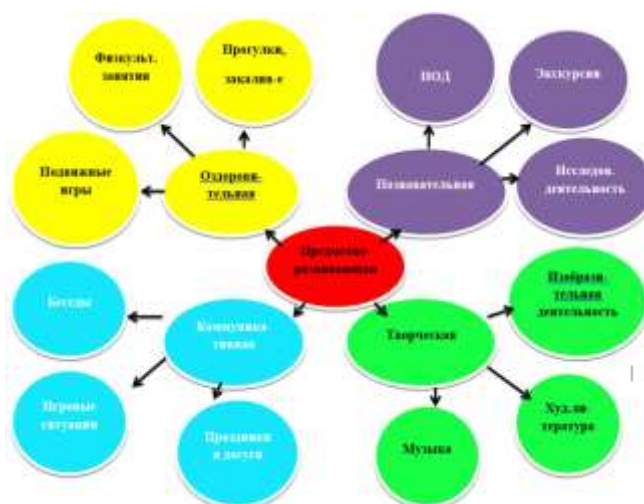 Физкульт.
занятия
Прогулки,
закалив-е
НОД
Экскурсия
Подвижные
игры
Оздорови-
тельная
Познавательная
Исследов.
деятельность
Предметно-
развивающая
Беседы
Коммуника-
тивная
Творческая
Изобрази-
тельная
деятельность
Игровые
ситуации
Праздники
и досуги
Музыка
Худ.ли-
тература